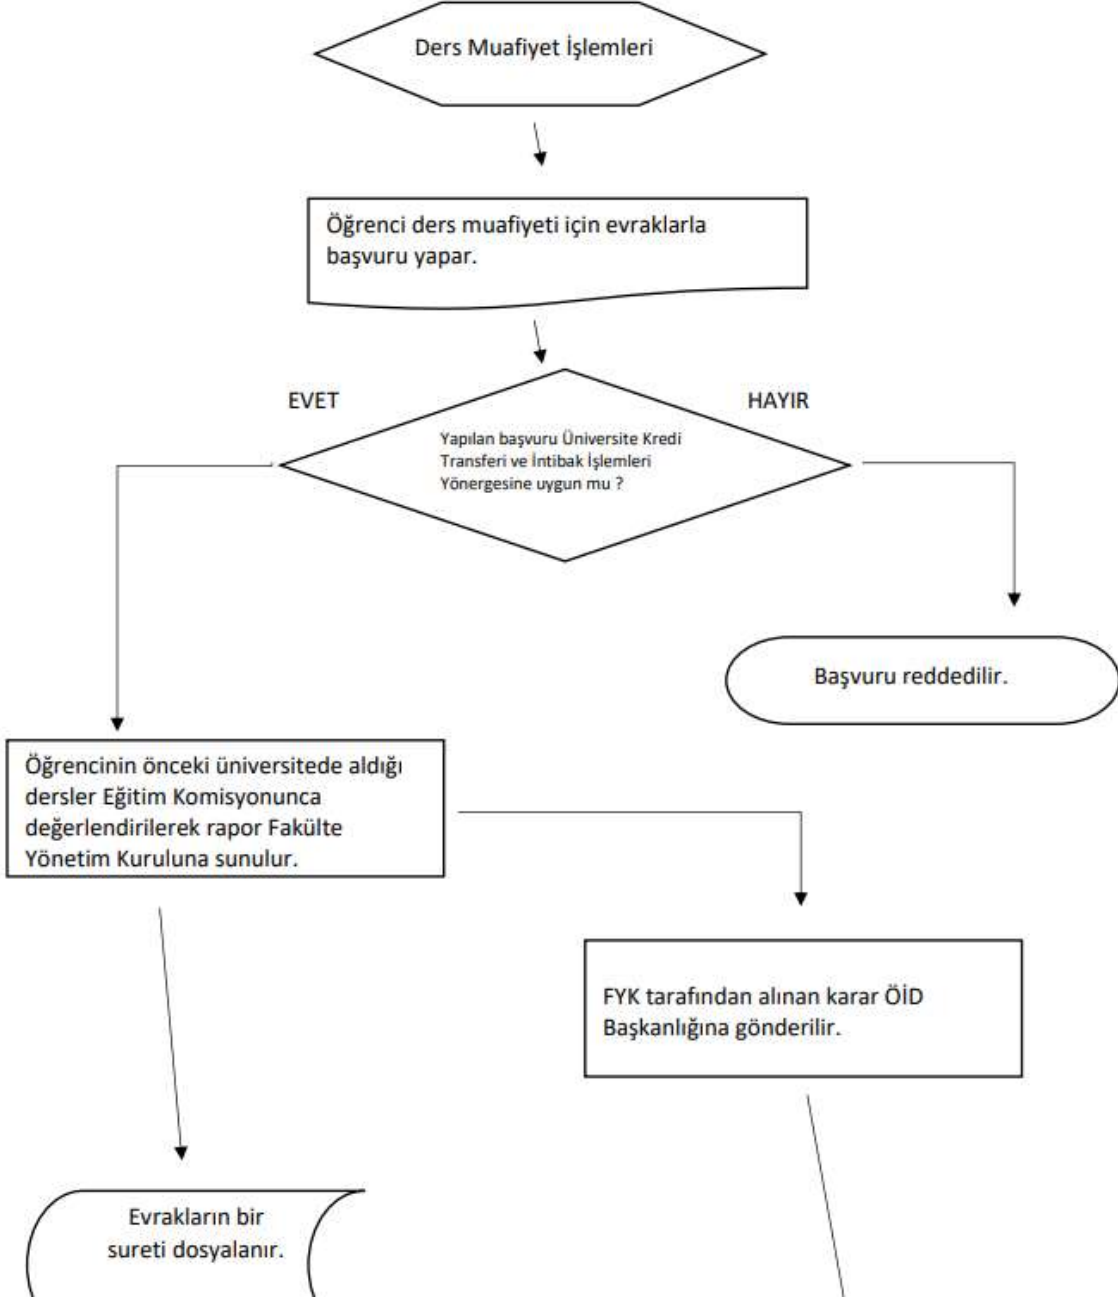 Ders Muafiyet İşlemleri
Öğrenci ders muafiyeti için evraklarla
başvuru yapar.
EVET
HAYIR
Yapılan başvuru Üniversite Kredi
Transferi ve İntibak İşlemleri
Yönergesine uygun mu ?
Başvuru reddedilir.
Öğrencinin önceki üniversitede aldığı
dersler Eğitim Komisyonunca
değerlendirilerek rapor Fakülte
Yönetim Kuruluna sunulur.
FYK tarafından alınan karar ÖİD
Başkanlığına gönderilir.
Evrakların bir
sureti dosyalanır.